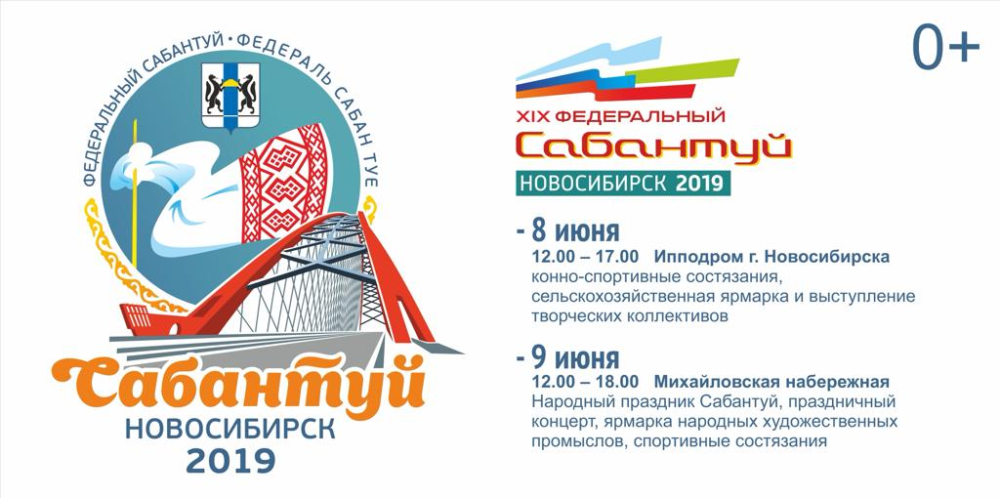 ФЕДЕРАЛЬНЫЙ САБАНТУЙ • ФЕДЕРАЛЬ САБАН ТУЕ
Сабантуй
НОВОСИБИРСК
2019
0+
XIX ФЕДЕРАЛЬНЫЙ
Сабантуй
НОВОСИБИРСК 2019
- 8 июня
12.00 – 17.00 Ипподром г. Новосибирска
конно-спортивные состязания,
сельскохозяйственная ярмарка и выступление
творческих коллективов
- 9 июня
12.00 – 18.00 Михайловская набережная
Народный праздник Сабантуй, праздничный
концерт, ярмарка народных художественных
промыслов, спортивные состязания